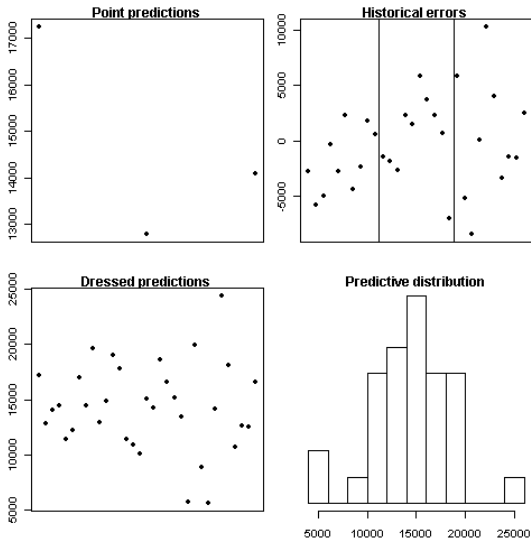 Point predictions
17000
16000
15000
14000
13000
Historical errors
10000
5000
0
-5000
Dressed predictions
25000
20000
15000
10000
5000
Predictive distribution
5000 10000 15000 20000 25000